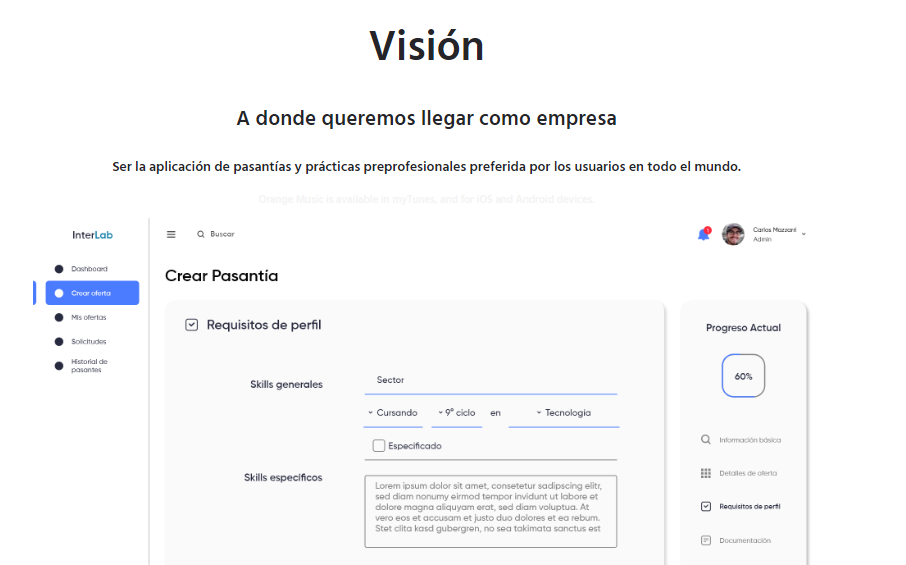 Visión
A donde queremos llegar como empresa
Ser la aplicación de pasantías y prácticas preprofesionales preferida por los usuarios en todo el mundo.
Orange Music is available in myTunes, and for iOS and Android devices.
InterLab
Buscar
1
Carlos Mazzarri
Admin
Dashboard
Crear oferta
Mis ofertas
Solicitudes
Historial de
pasantes
Crear Pasantía
Requisitos de perfil
Skills generales
Sector
Cursando
9° ciclo
en
Tecnología
Especificado
Skills específicos
Lorem ipsum dolor sit amet, consetetur sadipscing elitr,
sed diam nonumy eirmod tempor invidunt ut labore et
dolore magna aliquyam erat, sed diam voluptua. At
vero eos et accusam et justo duo dolores et ea rebum.
Stet clita kasd gubergren, no sea takimata sanctus est
Progreso Actual
60%
Información básica
Detalles de oferta
Requisitos de perfil
Documentación